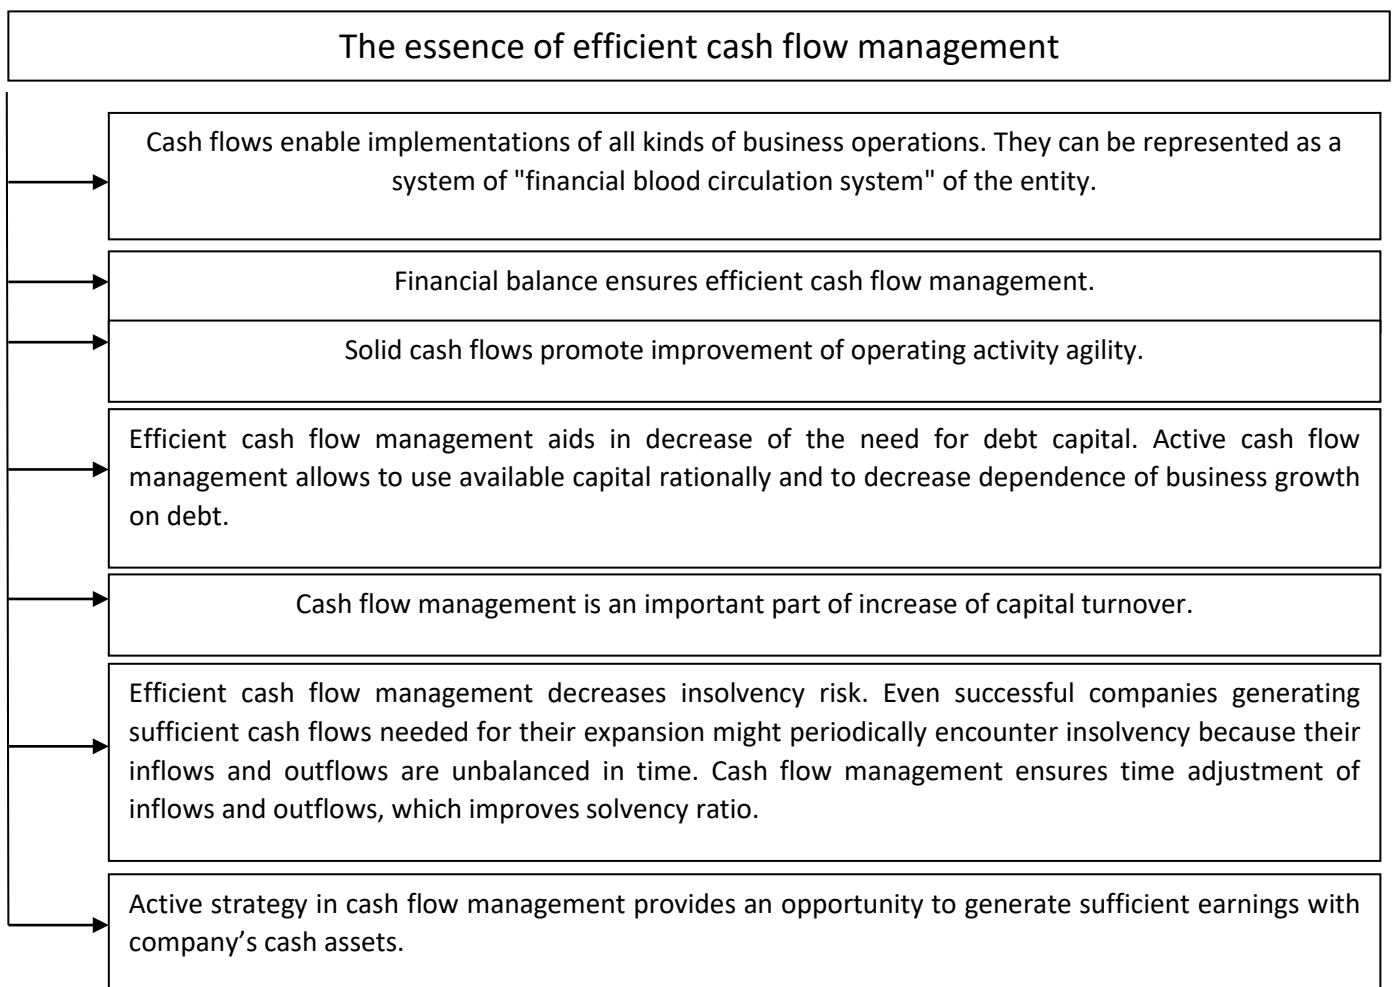 The essence of efficient cash flow management
Cash flows enable implementations of all kinds of business operations. They can be represented as a
system of "financial blood circulation system" of the entity.
Financial balance ensures efficient cash flow management.
Solid cash flows promote improvement of operating activity agility.
Efficient cash flow management aids in decrease of the need for debt capital. Active cash flow
management allows to use available capital rationally and to decrease dependence of business growth
on debt.
Cash flow management is an important part of increase of capital turnover.
Efficient cash flow management decreases insolvency risk. Even successful companies generating
sufficient cash flows needed for their expansion might periodically encounter insolvency because their
inflows and outflows are unbalanced in time. Cash flow management ensures time adjustment of
inflows and outflows, which improves solvency ratio.
Active strategy in cash flow management provides an opportunity to generate sufficient earnings with
company’s cash assets.